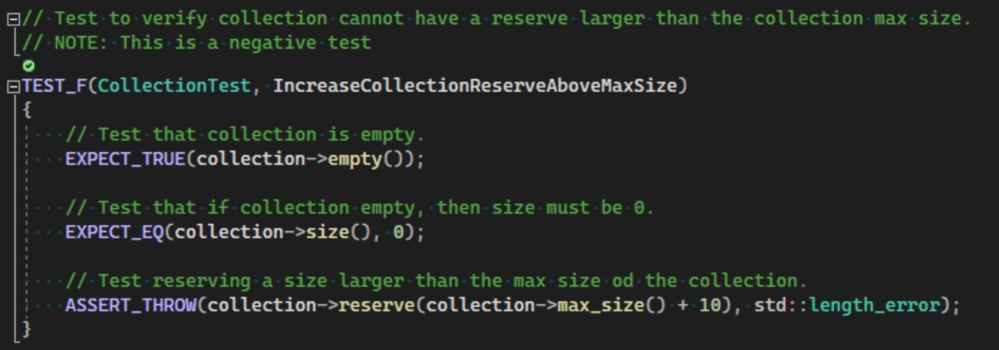 // Test to verify collection cannot have a reserve larger than the collection max size.
// NOTE: This is a negative test
TEST_F(CollectionTest, IncreaseCollectionReserveAboveMaxSize)
{
// Test that collection is empty.
EXPECT_TRUE(collection->empty());
// Test that if collection empty, then size must be 0.
EXPECT_EQ(collection->size(), 0);
// Test reserving a size larger than the max size od the collection.
ASSERT_THROW(collection->reserve(collection->max_size() + 10), std::length_error);
}